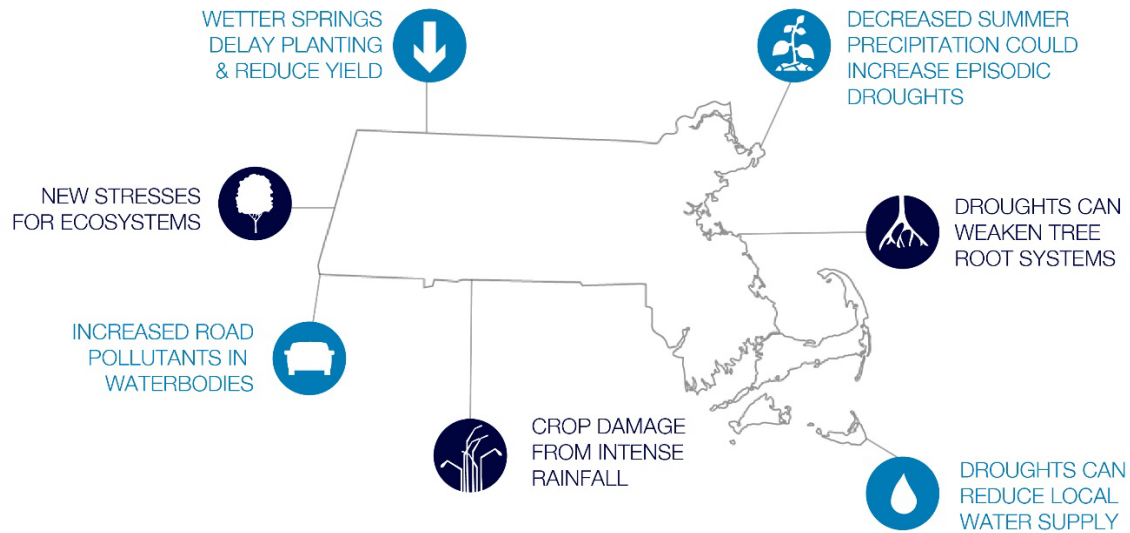 WETTER SPRINGS
DELAY PLANTING
& REDUCE YIELD
DECREASED SUMMER
PRECIPITATION COULD
INCREASE EPISODIC
DROUGHTS
NEW STRESSES
FOR ECOSYSTEMS
DROUGHTS CAN
WEAKEN TREE
ROOT SYSTEMS
INCREASED ROAD
POLLUTANTS IN
WATERBODIES
CROP DAMAGE
FROM INTENSE
RAINFALL
DROUGHTS CAN
REDUCE LOCAL
WATER SUPPLY